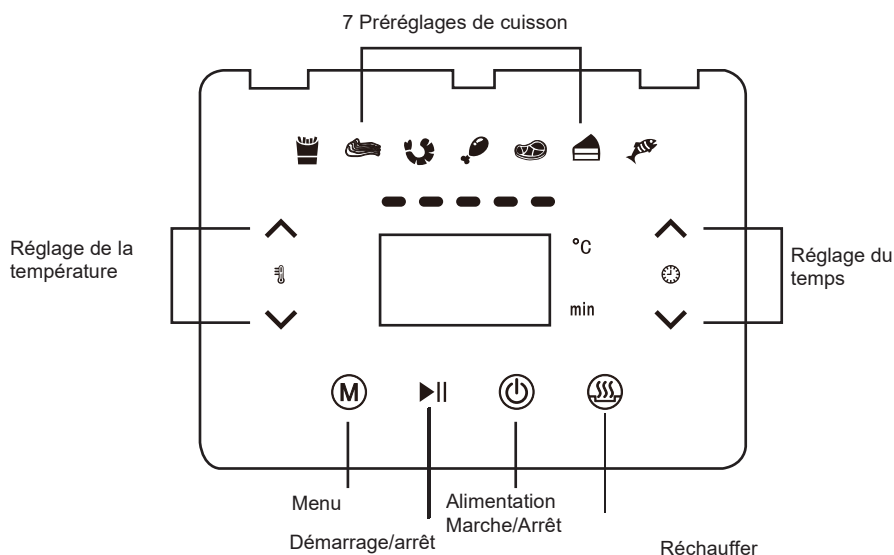 7 Préréglages de cuisson
°C
Réglage de la
température
Réglage du
temps
min
M
Menu
Démarrage/arrêt
Alimentation
Marche/Arrêt
Réchauffer